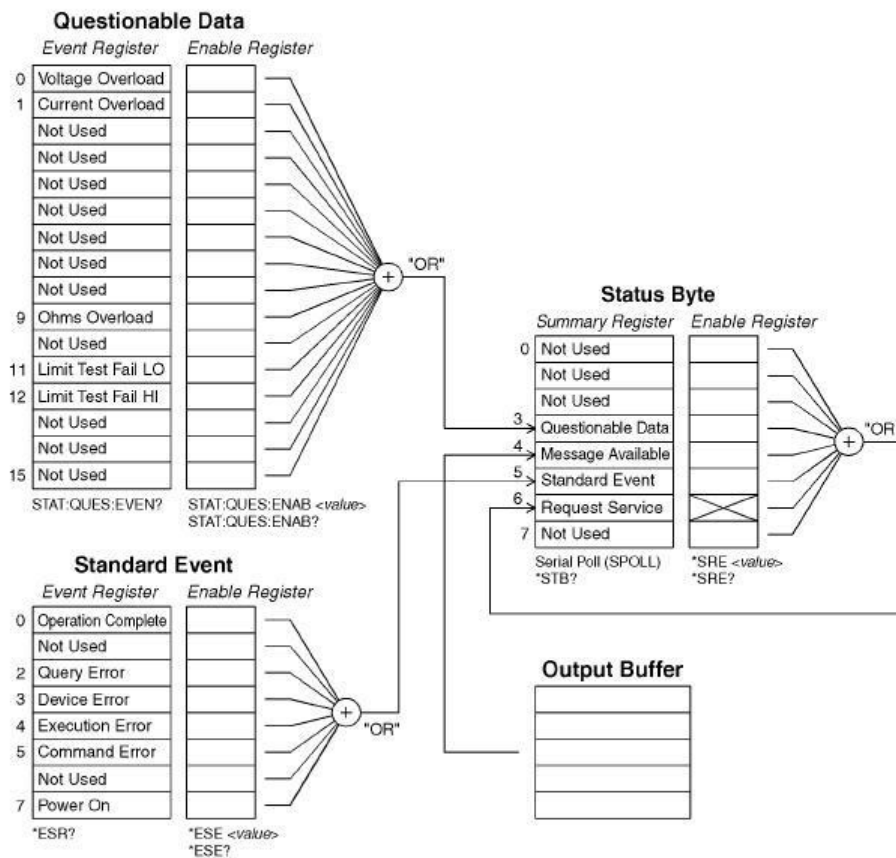 Questionable Data
Event Register Enable Register
0 Voltage Overload
1 Current Overload
Not Used
Not Used
Not Used
Not Used
Not Used
Not Used
Not Used
9 Ohms Overload
Not Used
11 Limit Test Fail LO
12 Limit Test Fail HI
Not Used
Not Used
15 Not Used
"OR"
STAT:QUES:EVEN? STAT:QUES:ENAB <value>
STAT:QUES:ENAB?
Status Byte
Summary Register Enable Register
0 Not Used
Not Used
Not Used
3 Questionable Data
4 Message Available
5 Standard Event
6 Request Service
7 Not Used
"OR
Serial Poll (SPOLL) *SRE <value>
*STB? *SRE?
Standard Event
Event Register Enable Register
0 Operation Complete
Not Used
2 Query Error
3 Device Error
4 Execution Error
5 Command Error
Not Used
7 Power On
"OR"
*ESR? *ESE <value>
*ESE?
Output Buffer